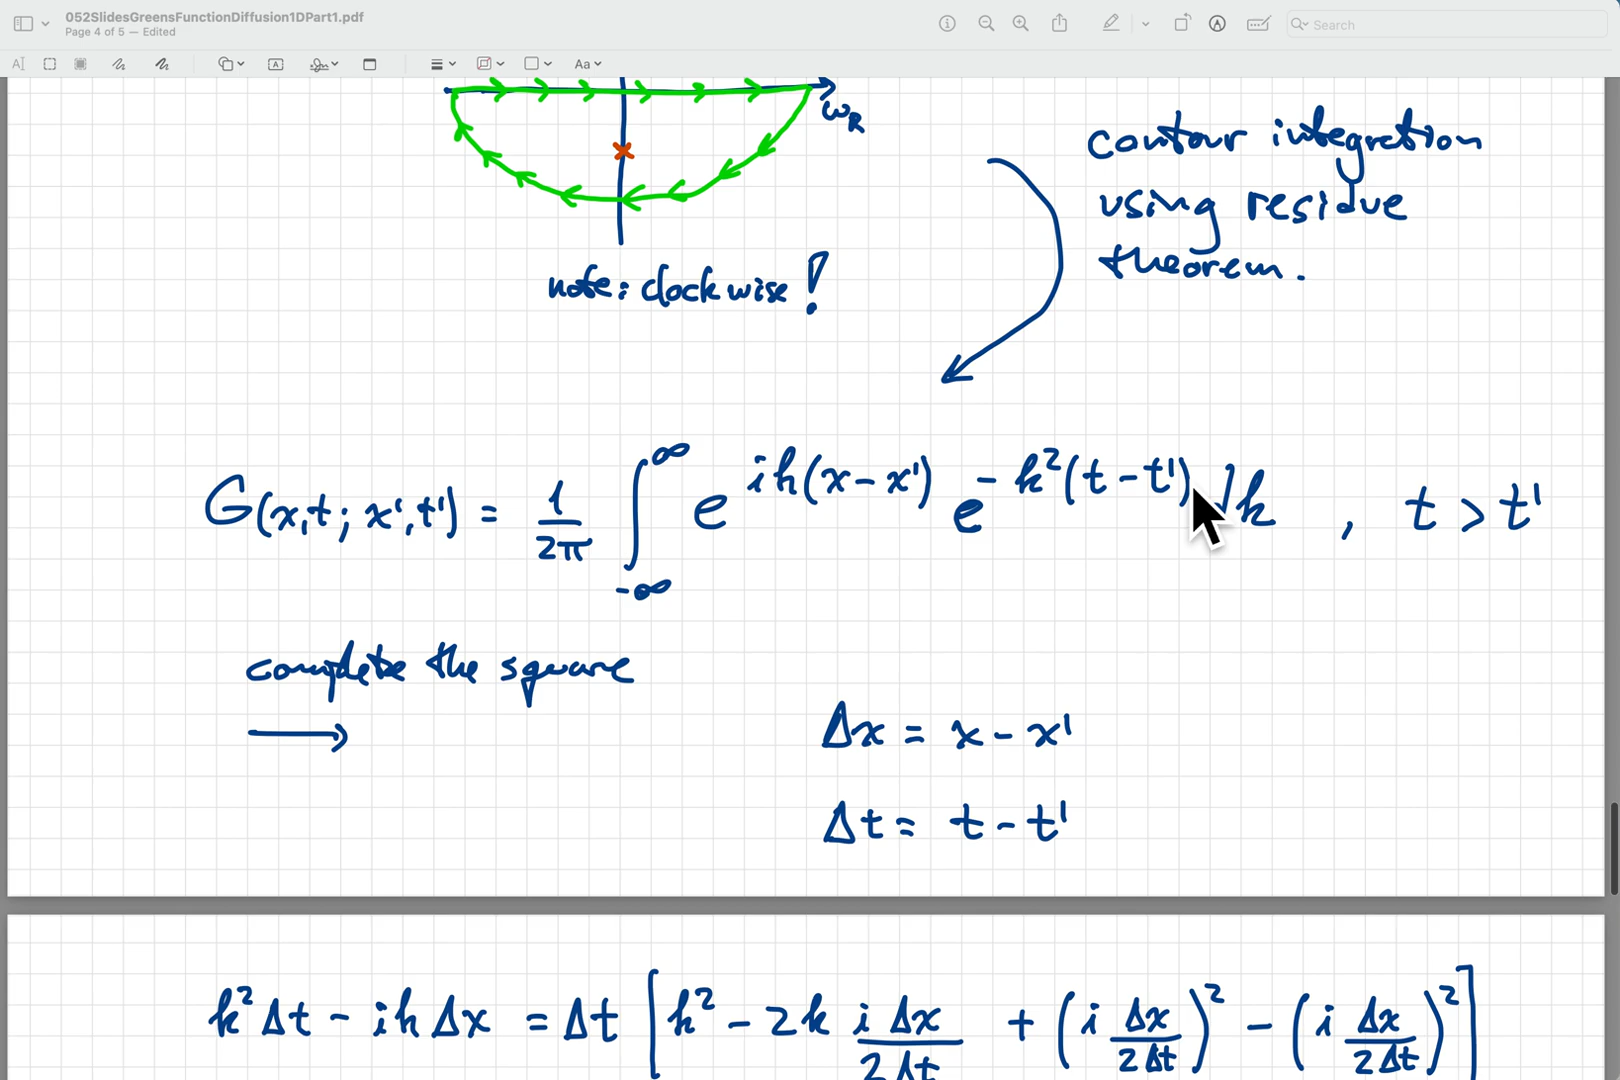 052SlidesGreensFunctionDiffusion1DPart1.pdf
Page 4 of 5 — Edited
Search
Aa
ω_R
contour integration
using residue
theorem.
note: clockwise!
G(x,t; x',t') = 1/2π ∫_{-∞}^{∞} e^{ik(x-x')} e^{-k²(t-t')} dk , t > t'
complete the square
→
Δx = x - x'
Δt = t - t'
k²Δt - ikΔx = Δt [k² - 2k iΔx/2Δt + (i Δx/2Δt)² - (i Δx/2Δt)²]